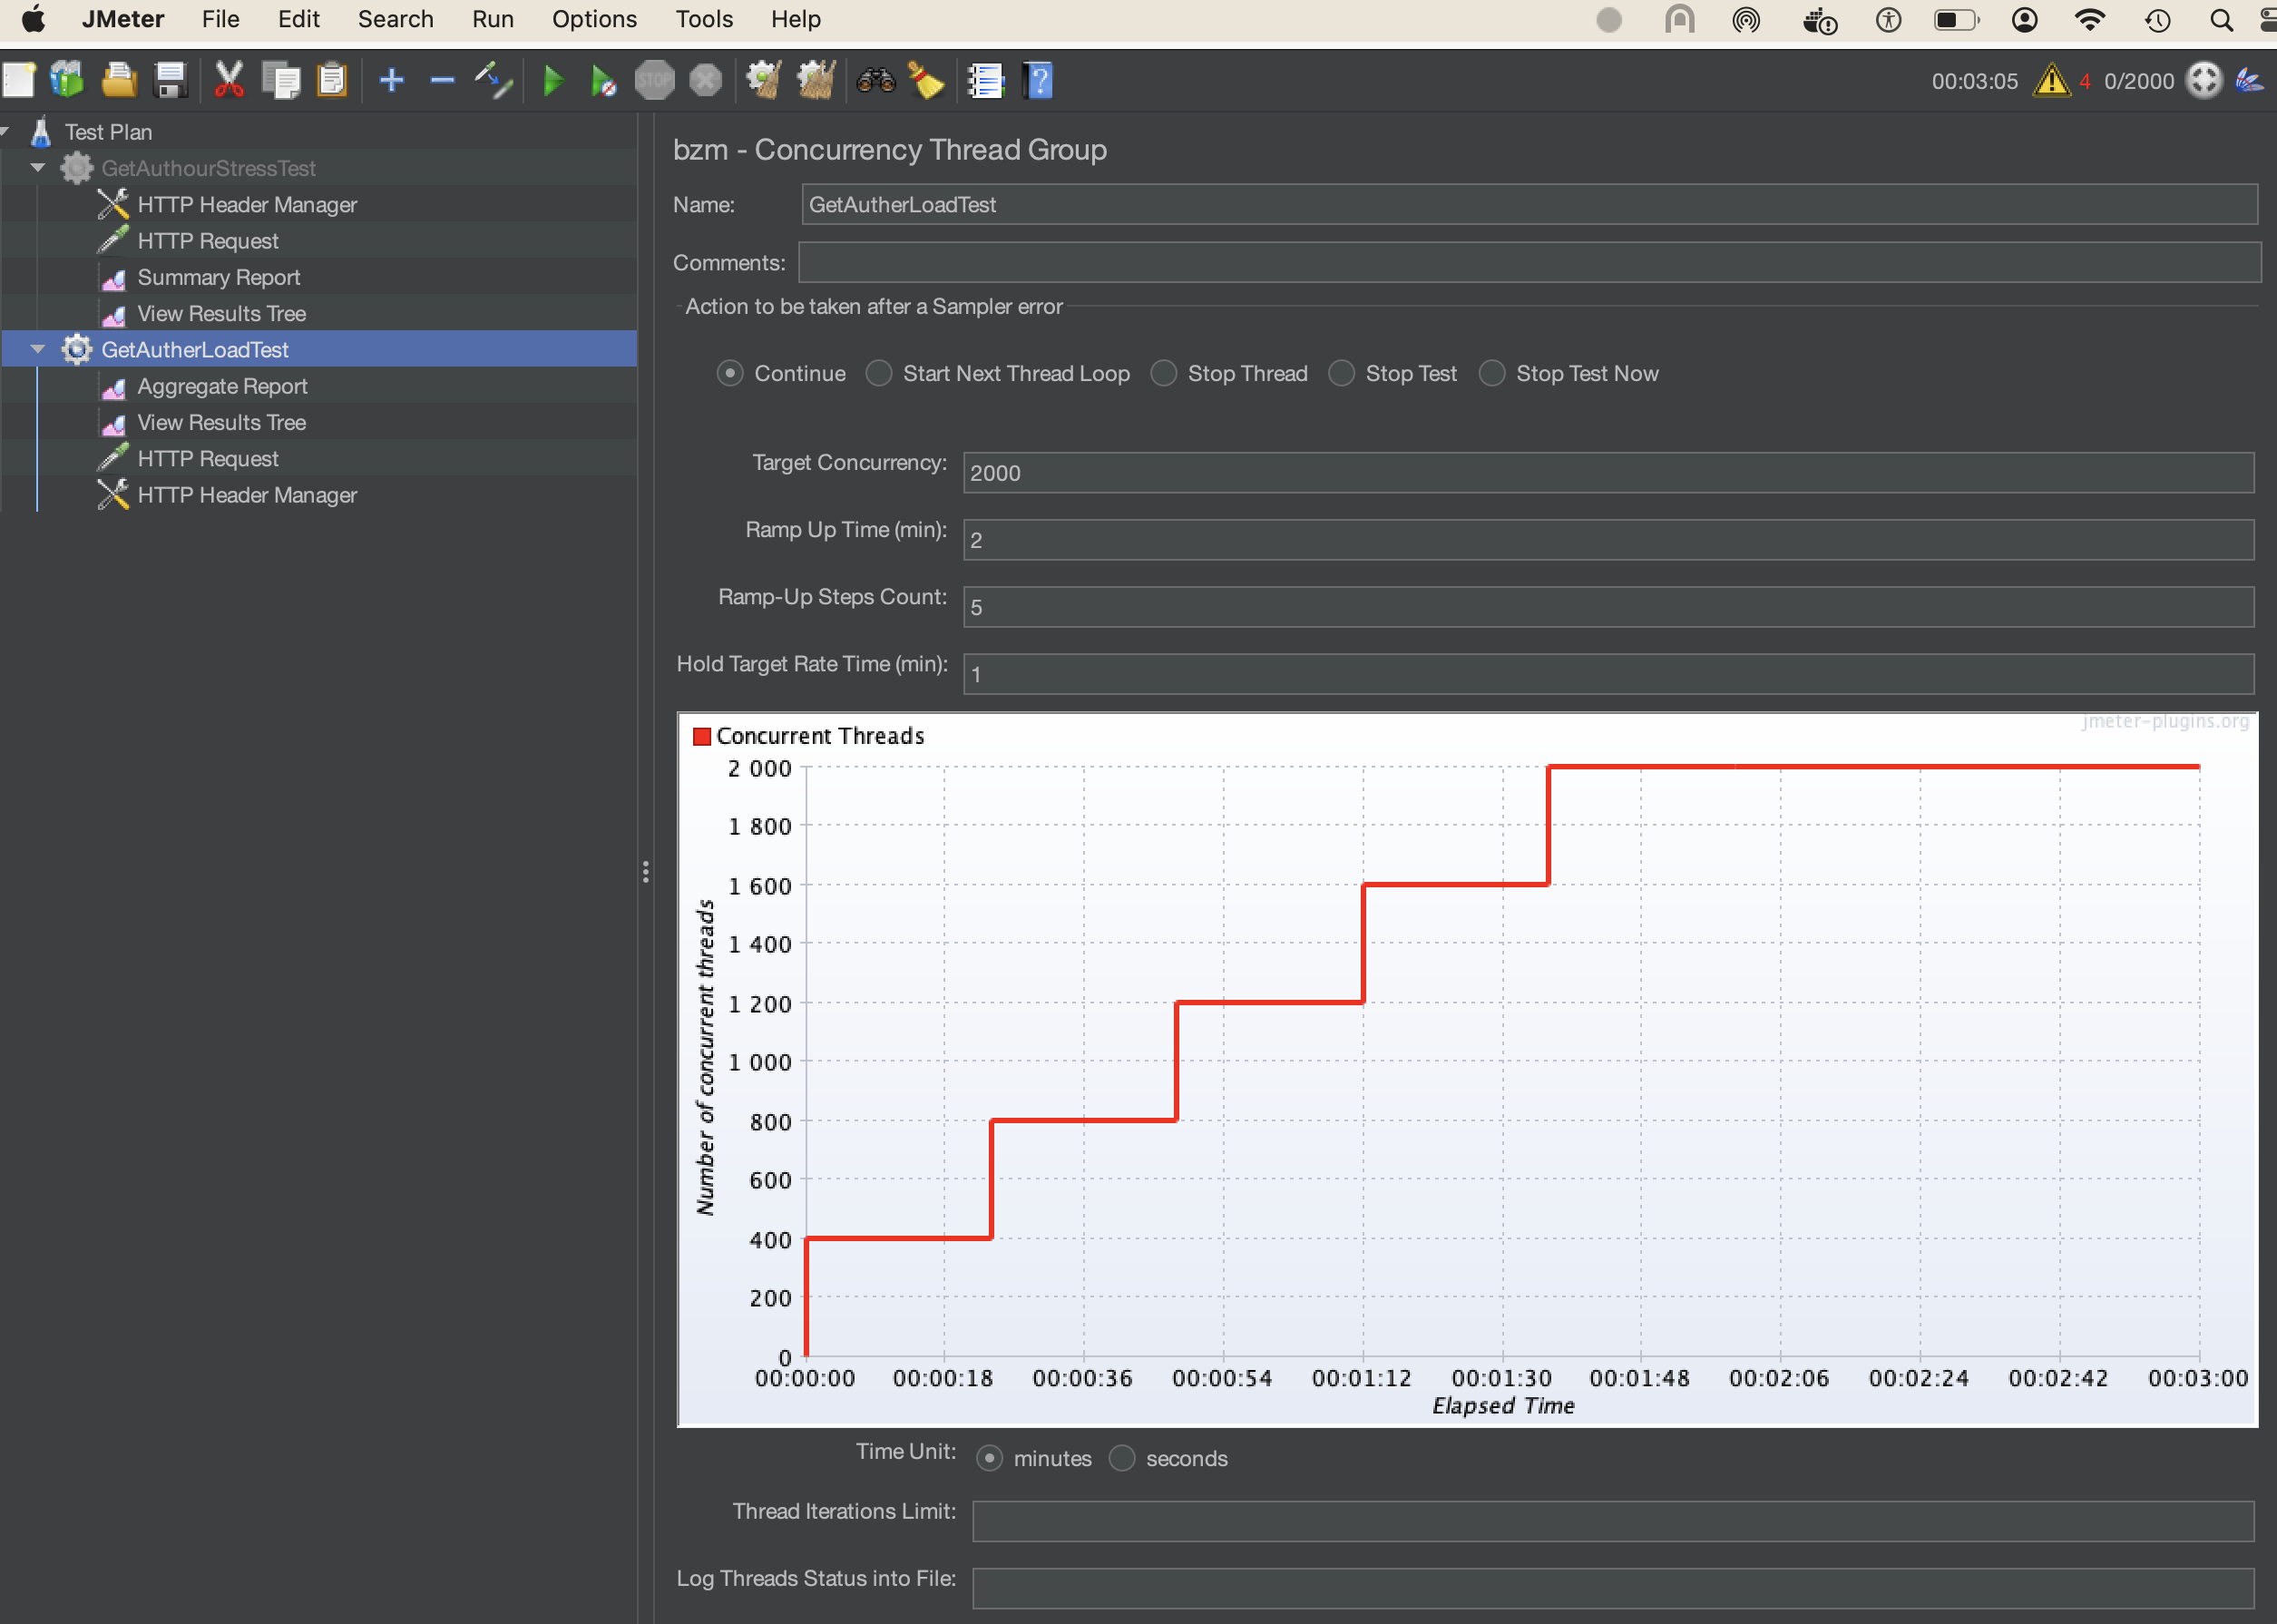 JMeter File Edit Search Run Options Tools Help
STOP
?
00:03:05 4 0/2000
Test Plan
GetAuthourStressTest
HTTP Header Manager
HTTP Request
Summary Report
View Results Tree
GetAutherLoadTest
Aggregate Report
View Results Tree
HTTP Request
HTTP Header Manager
bzm - Concurrency Thread Group
Name: GetAutherLoadTest
Comments:
Action to be taken after a Sampler error
Continue Start Next Thread Loop Stop Thread Stop Test Stop Test Now
Target Concurrency: 2000
Ramp Up Time (min): 2
Ramp-Up Steps Count: 5
Hold Target Rate Time (min): 1
jmeter-plugins.org
Concurrent Threads
2 000
1 800
1 600
1 400
1 200
1 000
800
600
400
200
0
Number of concurrent threads
00:00:00 00:00:18 00:00:36 00:00:54 00:01:12 00:01:30 00:01:48 00:02:06 00:02:24 00:02:42 00:03:00
Elapsed Time
Time Unit: minutes seconds
Thread Iterations Limit:
Log Threads Status into File: